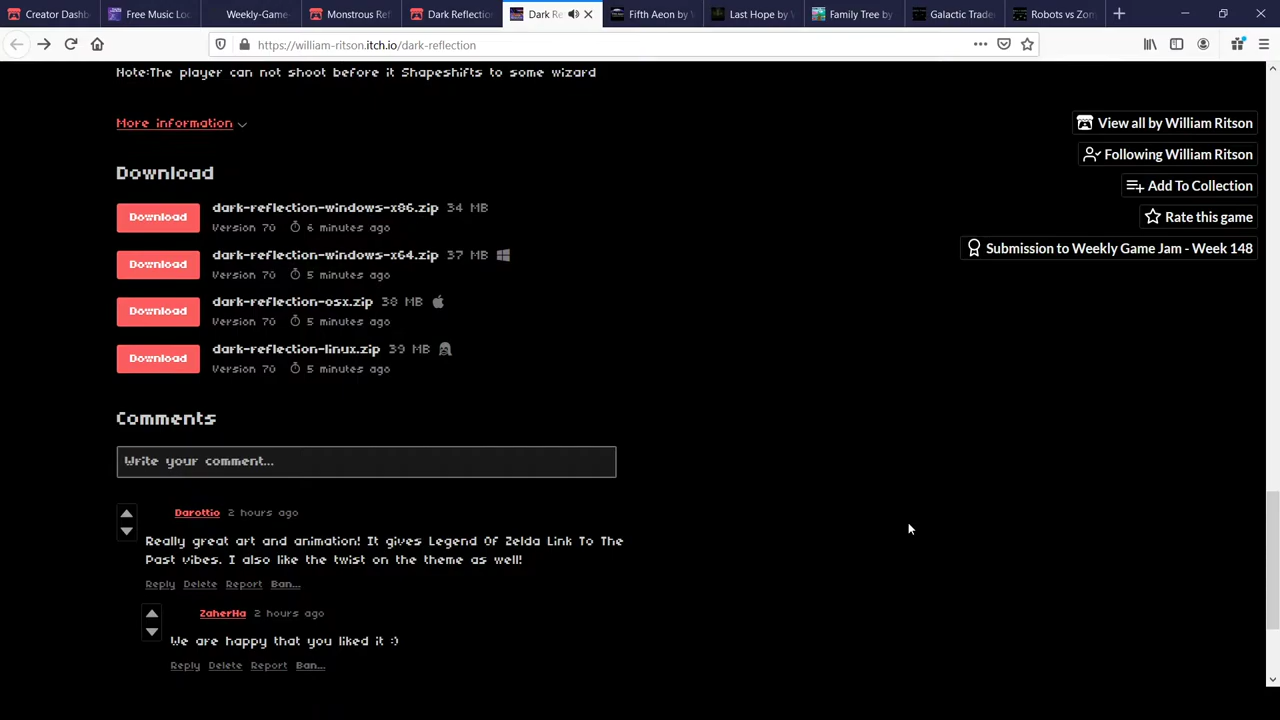 Creator Dashb
Free Music Loo
Weekly-Game-
Monstrous Ref
Dark Reflectio
Dark Re
Fifth Aeon by W
Last Hope by W
Family Tree by
Galactic Trade
Robots vs Zom
https://william-ritson.itch.io/dark-reflection
Note:The player can not shoot before it Shapeshifts to some wizard
More information
View all by William Ritson
Following William Ritson
Add To Collection
Rate this game
Submission to Weekly Game Jam - Week 148
Download
Download dark-reflection-windows-x86.zip 34 MB
Version 70 6 minutes ago
Download dark-reflection-windows-x64.zip 37 MB
Version 70 5 minutes ago
Download dark-reflection-osx.zip 38 MB
Version 70 5 minutes ago
Download dark-reflection-linux.zip 39 MB
Version 70 5 minutes ago
Comments
Write your comment...
Darottio 2 hours ago
Really great art and animation! It gives Legend Of Zelda Link To The
Past vibes. I also like the twist on the theme as well!
Reply Delete Report Ban...
ZaherHa 2 hours ago
We are happy that you liked it :)
Reply Delete Report Ban...